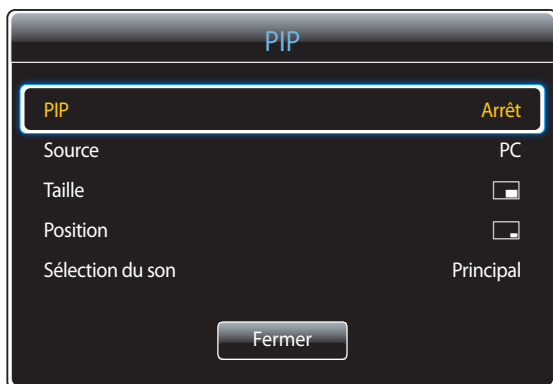 PIP
PIP Arrêt
Source PC
Taille
Position
Sélection du son Principal
Fermer